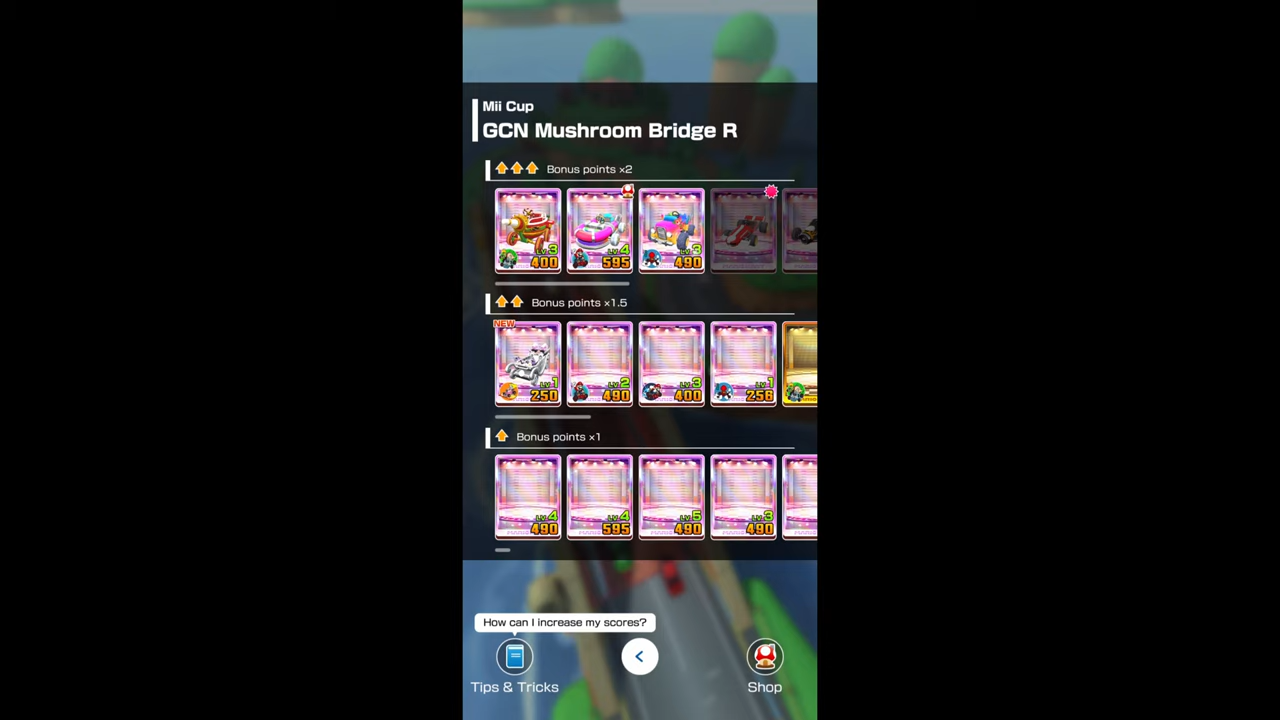 Mii Cup
GCN Mushroom Bridge R
Bonus points ×2
LV.3 LV.4 LV.3
400 595 490
Bonus points ×1.5
NEW
LV.1 LV.2 LV.3 LV.1
250 490 400 256
Bonus points ×1
LV.4 LV.4 LV.5 LV.3
490 595 490 490
How can I increase my scores?
Tips & Tricks
Shop